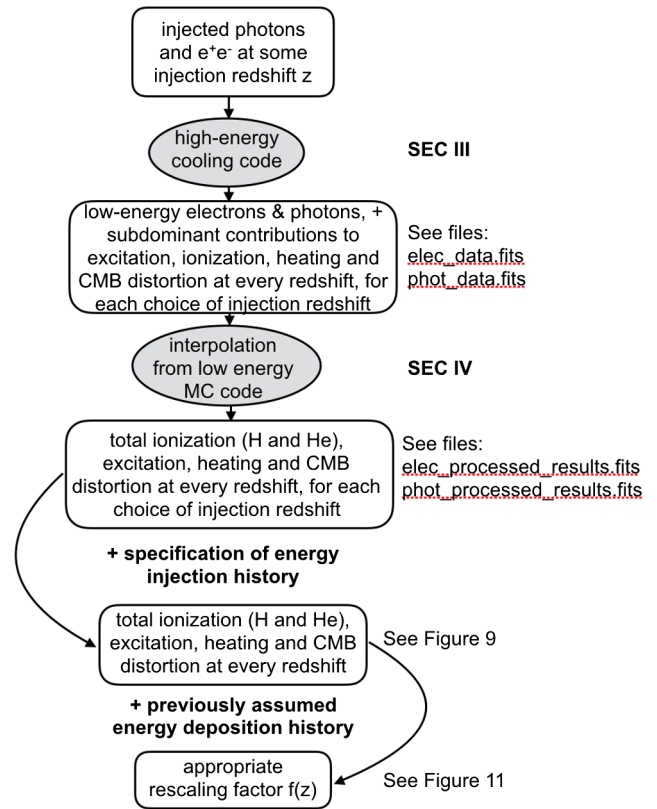 injected photons
and e⁺e⁻ at some
injection redshift z
high-energy
cooling code
SEC III
low-energy electrons & photons, +
subdominant contributions to
excitation, ionization, heating and
CMB distortion at every redshift, for
each choice of injection redshift
See files:
elec_data.fits
phot_data.fits
interpolation
from low energy
MC code
SEC IV
total ionization (H and He),
excitation, heating and CMB
distortion at every redshift, for each
choice of injection redshift
See files:
elec_processed_results.fits
phot_processed_results.fits
+ specification of energy
injection history
total ionization (H and He),
excitation, heating and CMB
distortion at every redshift
See Figure 9
+ previously assumed
energy deposition history
appropriate
rescaling factor f(z)
See Figure 11